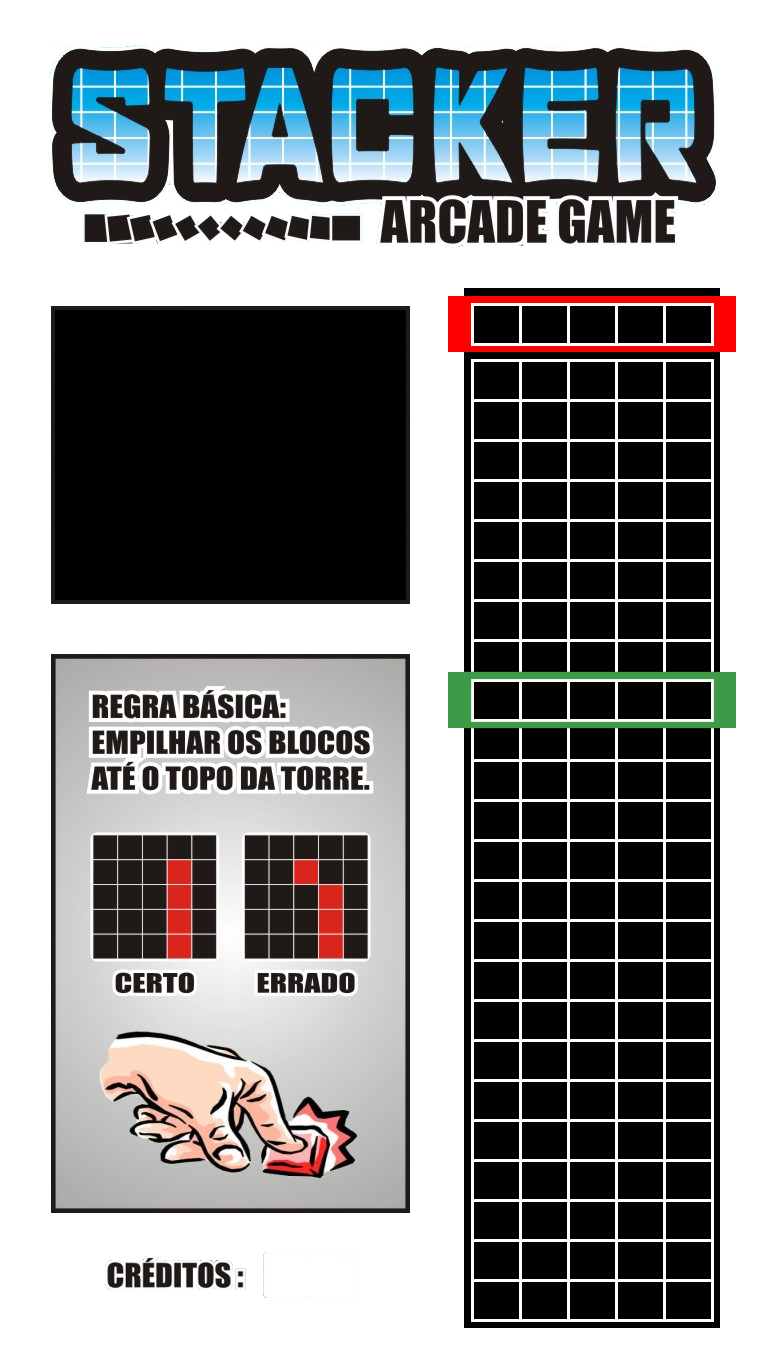 STACKER
ARCADE GAME
REGRA BÁSICA:
EMPILHAR OS BLOCOS
ATÉ O TOPO DA TORRE.
CERTO
ERRADO
CRÉDITOS :